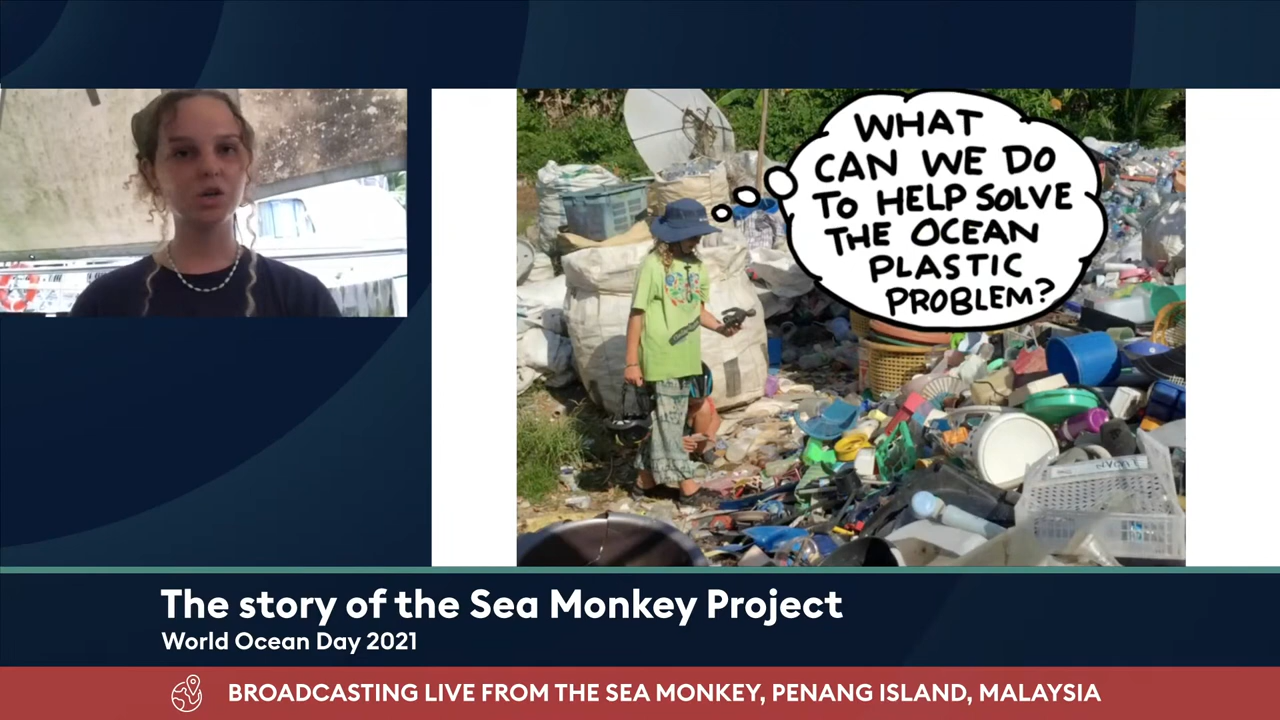 WHAT
CAN WE DO
TO HELP SOLVE
THE OCEAN
PLASTIC
PROBLEM?
The story of the Sea Monkey Project
World Ocean Day 2021
BROADCASTING LIVE FROM THE SEA MONKEY, PENANG ISLAND, MALAYSIA